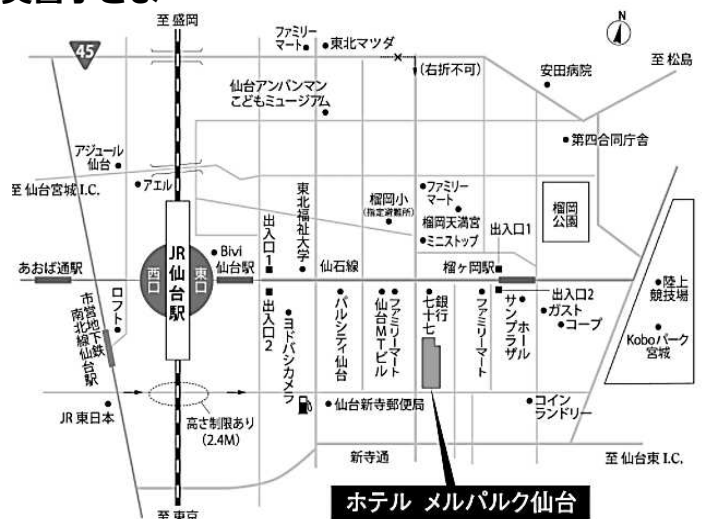 至 盛岡
N
45
ファミリー
マート
東北マツダ
(右折不可)
至 松島
安田病院
仙台アンパンマン
こどもミュージアム
第四合同庁舎
アジュール
仙台
至 仙台宮城 I.C.
アエル
東北福祉大学
榴岡小
(指定避難所)
ファミリー
マート
榴岡天満宮
ミニストップ
出入口1
榴岡
公園
出入口1
Bivi
仙台駅
あおば通駅
西口
JR仙台駅
東口
仙石線
榴ヶ岡駅
陸上
競技場
市営地下鉄
南北線仙台駅
ロフト
出入口2
ヨドバシカメラ
パルシティ仙台
仙台MTビル
ファミリーマート
七十七
銀行
ファミリーマート
サンプラザ
ホール
出入口2
ガスト
コープ
Koboパーク
宮城
JR東日本
高さ制限あり
(2.4M)
仙台新寺郵便局
コイン
ランドリー
新寺通
至 仙台東 I.C.
至 東京
ホテル メルパルク仙台